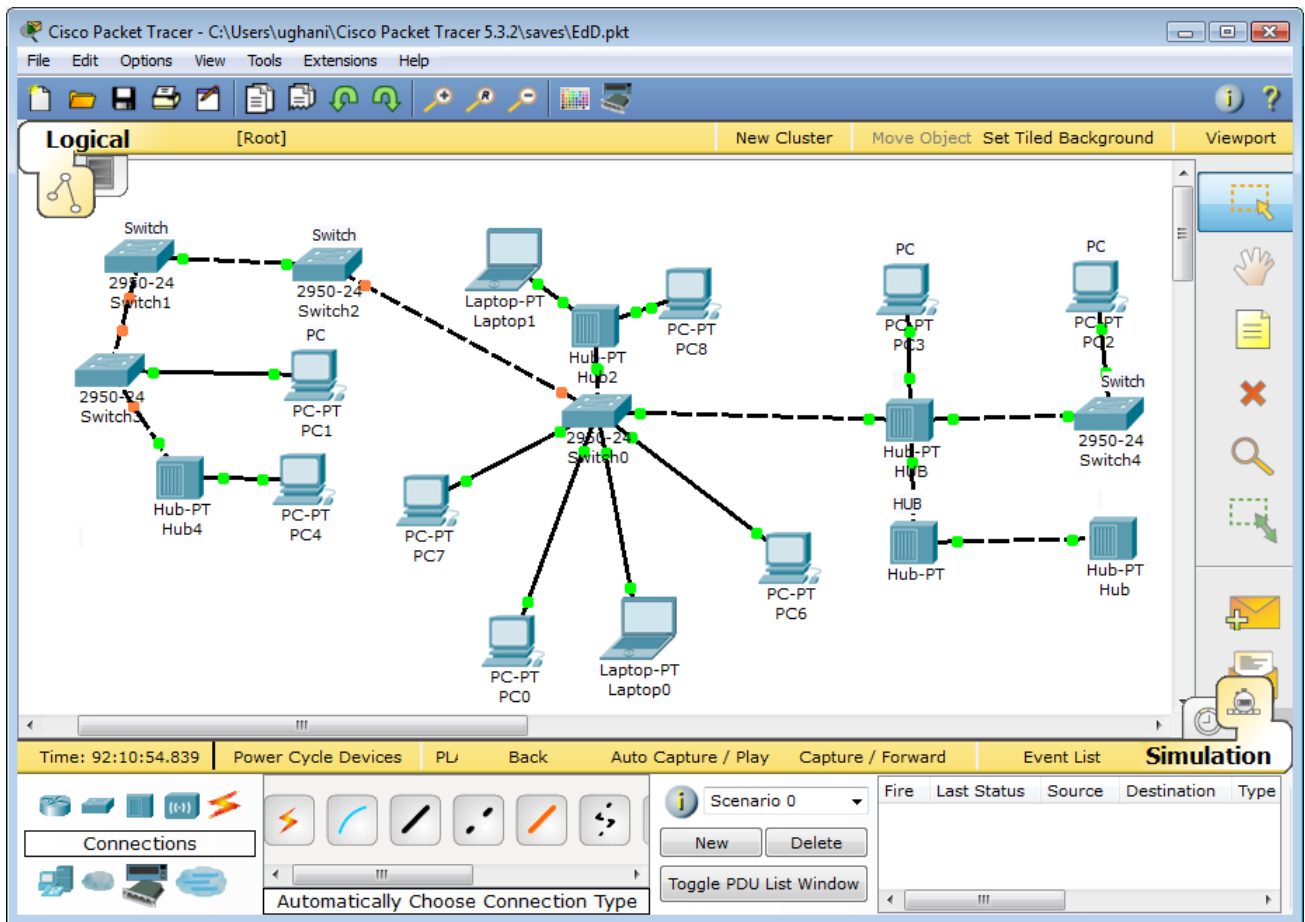 Cisco Packet Tracer - C:\Users\ughani\Cisco Packet Tracer 5.3.2\saves\EdD.pkt
File Edit Options View Tools Extensions Help
Logical [Root] New Cluster Move Object Set Tiled Background Viewport
Switch
2950-24
Switch1
Switch
2950-24
Switch2
Laptop-PT
Laptop1
PC-PT
PC8
Hub-PT
Hub2
PC
PC-PT
PC3
PC
PC-PT
PC2
2950-24
Switch3
PC
PC-PT
PC1
2950-24
Switch0
Hub-PT
HUB
Switch
2950-24
Switch4
Hub-PT
Hub4
PC-PT
PC4
PC-PT
PC7
PC-PT
PC6
HUB
Hub-PT
Hub-PT
Hub
PC-PT
PC0
Laptop-PT
Laptop0
Time: 92:10:54.839 Power Cycle Devices Back Auto Capture / Play Capture / Forward Event List Simulation
Connections
Automatically Choose Connection Type
Scenario 0
New Delete
Toggle PDU List Window
Fire Last Status Source Destination Type